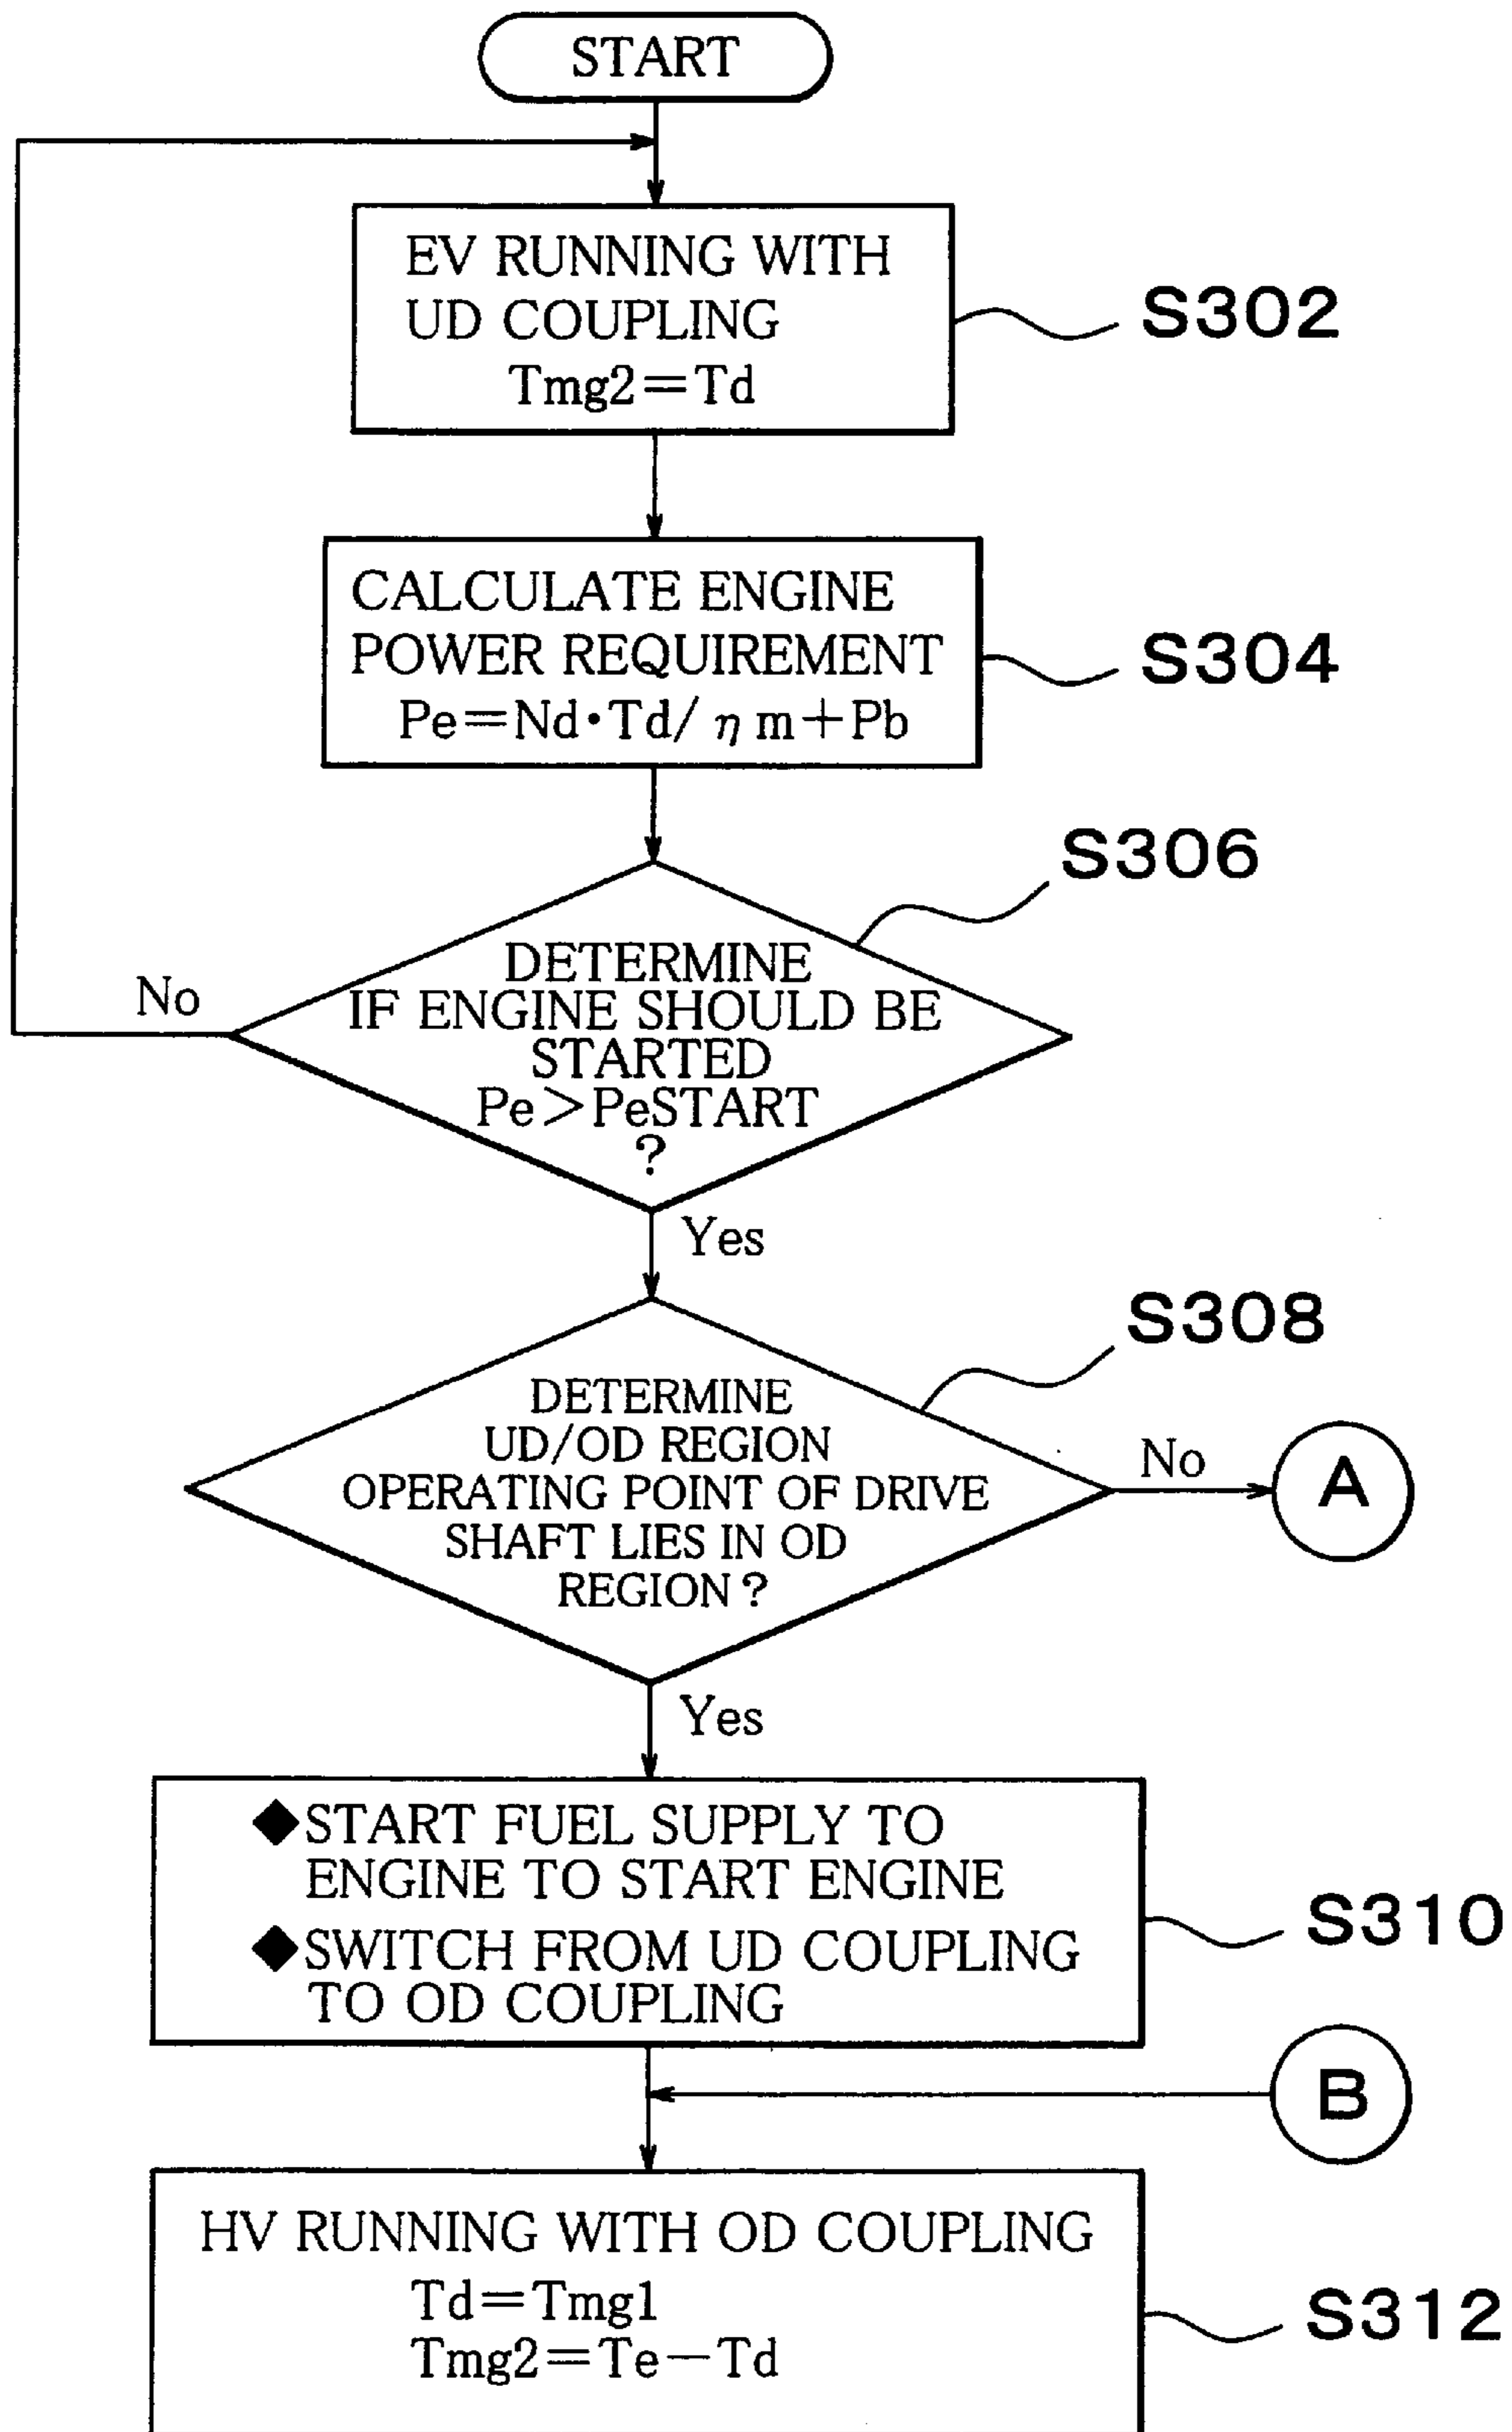 START
EV RUNNING WITH
UD COUPLING
Tmg2=Td
S302
CALCULATE ENGINE
POWER REQUIREMENT
Pe=Nd·Td/ηm+Pb
S304
S306
DETERMINE
IF ENGINE SHOULD BE
STARTED
Pe>PeSTART
?
No
Yes
S308
DETERMINE
UD/OD REGION
OPERATING POINT OF DRIVE
SHAFT LIES IN OD
REGION?
No
A
Yes
◆START FUEL SUPPLY TO
ENGINE TO START ENGINE
◆SWITCH FROM UD COUPLING
TO OD COUPLING
S310
B
HV RUNNING WITH OD COUPLING
Td=Tmg1
Tmg2=Te−Td
S312